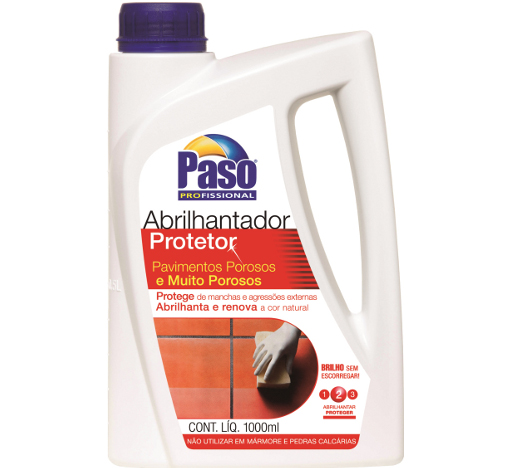 Paso®
PROFISSIONAL
Abrilhantador
Protetor
Pavimentos Porosos
e Muito Porosos
Protege de manchas e agressões externas
Abrilhanta e renova a cor natural
BRILHO SEM
ESCORREGAR!
1 2 3
ABRILHANTAR
PROTEGER
CONT. LÍQ. 1000ml
NÃO UTILIZAR EM MÁRMORE E PEDRAS CALCÁRIAS